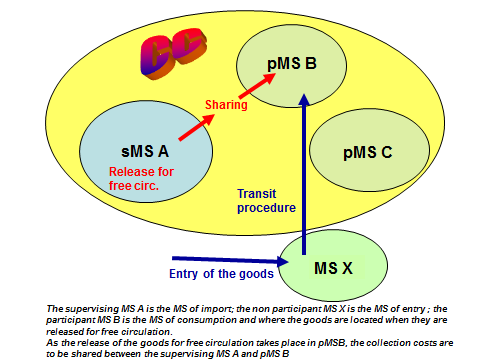 pMS B
Sharing
sMS A
Release for
free circ.
pMS C
Transit
procedure
Entry of the goods
MS X
The supervising MS A is the MS of import; the non participant MS X is the MS of entry ; the
participant MS B is the MS of consumption and where the goods are located when they are
released for free circulation.
As the release of the goods for free circulation takes place in pMSB, the collection costs are
to be shared between the supervising MS A and pMS B